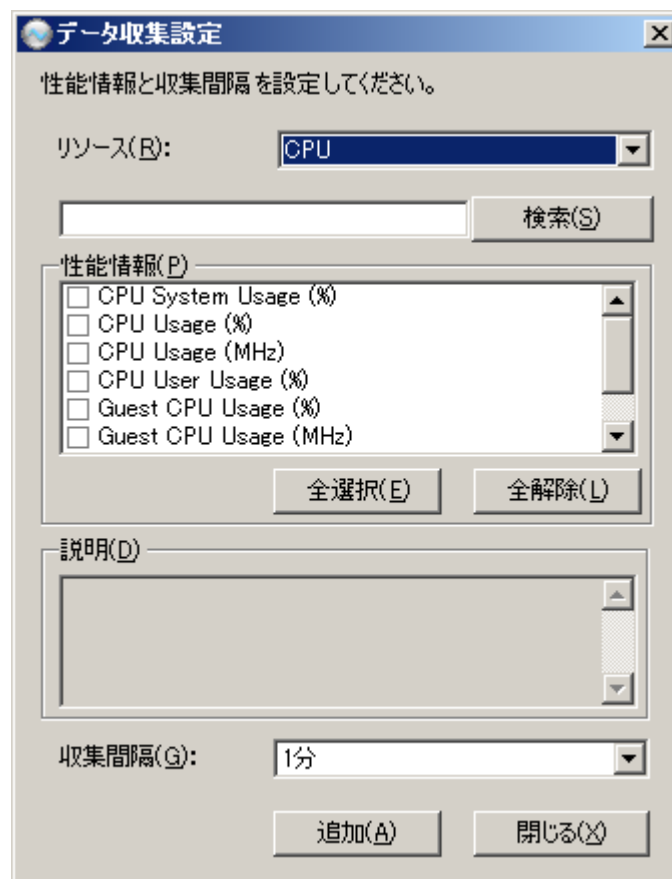 データ収集設定
性能情報と収集間隔を設定してください。
リソース(R): CPU
検索(S)
性能情報(P)
CPU System Usage (%)
CPU Usage (%)
CPU Usage (MHz)
CPU User Usage (%)
Guest CPU Usage (%)
Guest CPU Usage (MHz)
全選択(E) 全解除(L)
説明(D)
収集間隔(G): 1分
追加(A) 閉じる(X)